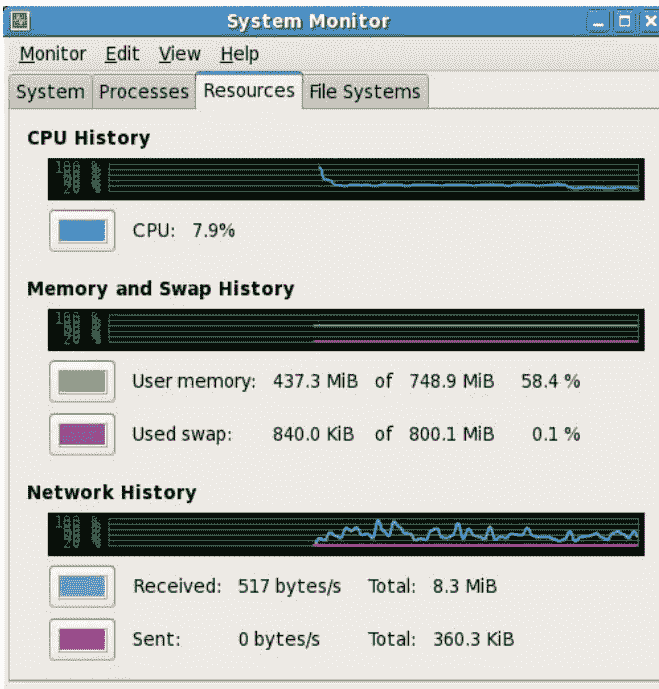 System Monitor
Monitor Edit View Help
System Processes Resources File Systems
CPU History
CPU: 7.9%
Memory and Swap History
User memory: 437.3 MiB of 748.9 MiB 58.4 %
Used swap: 840.0 KiB of 800.1 MiB 0.1 %
Network History
Received: 517 bytes/s Total: 8.3 MiB
Sent: 0 bytes/s Total: 360.3 KiB